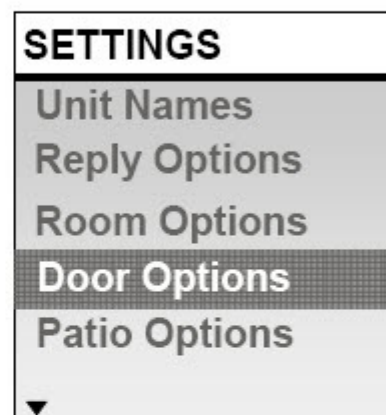 SETTINGS
Unit Names
Reply Options
Room Options
Door Options
Patio Options